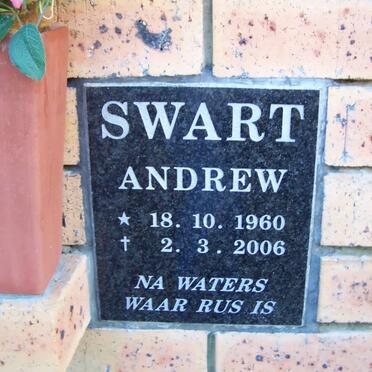 SWART
ANDREW
★ 18. 10. 1960
† 2. 3. 2006
NA WATERS
WAAR RUS IS